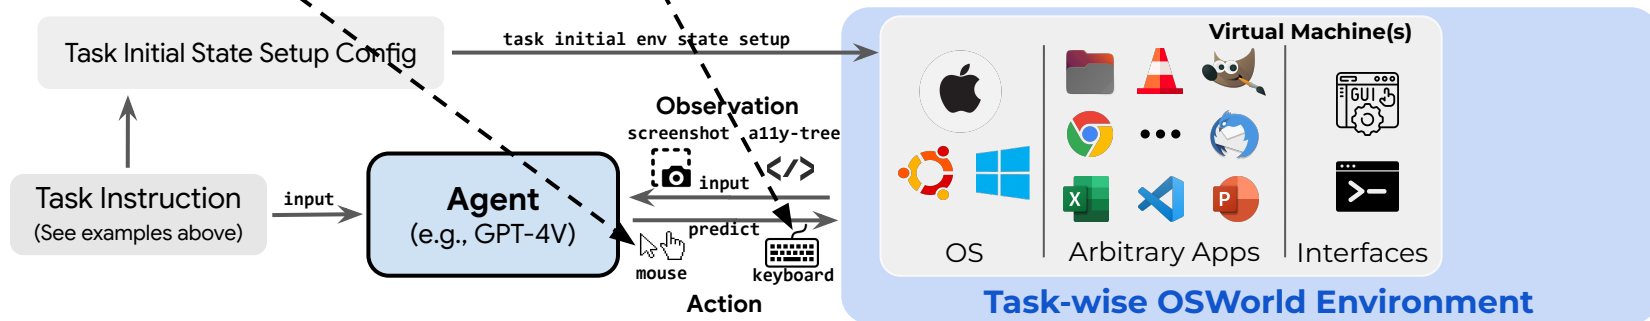 Task Initial State Setup Config
task initial env state setup
Virtual Machine(s)
Observation
screenshot a11y-tree
GUI
Task Instruction
(See examples above)
input
Agent
(e.g., GPT-4V)
input
predict
mouse
keyboard
Action
X
P
OS
Arbitrary Apps
Interfaces
Task-wise OSWorld Environment